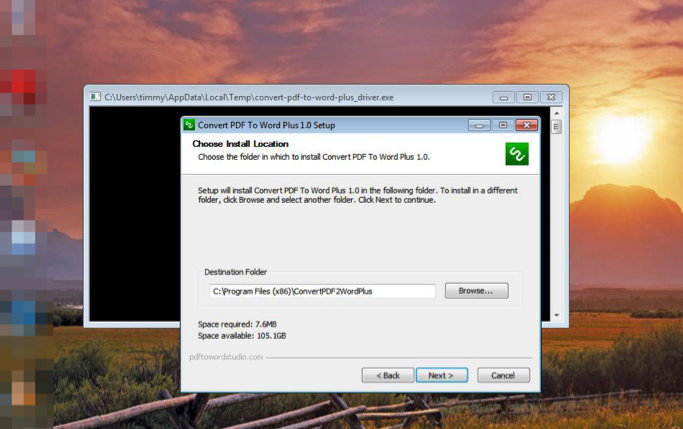 C:\Users\timmy\AppData\Local\Temp\convert-pdf-to-word-plus_driver.exe
Convert PDF To Word Plus 1.0 Setup
Choose Install Location
Choose the folder in which to install Convert PDF To Word Plus 1.0.
Setup will install Convert PDF To Word Plus 1.0 in the following folder. To install in a different
folder, click Browse and select another folder. Click Next to continue.
Destination Folder
C:\Program Files (x86)\ConvertPDF2WordPlus
Browse...
Space required: 7.6MB
Space available: 105.1GB
pdftowordstudio.com
< Back
Next >
Cancel